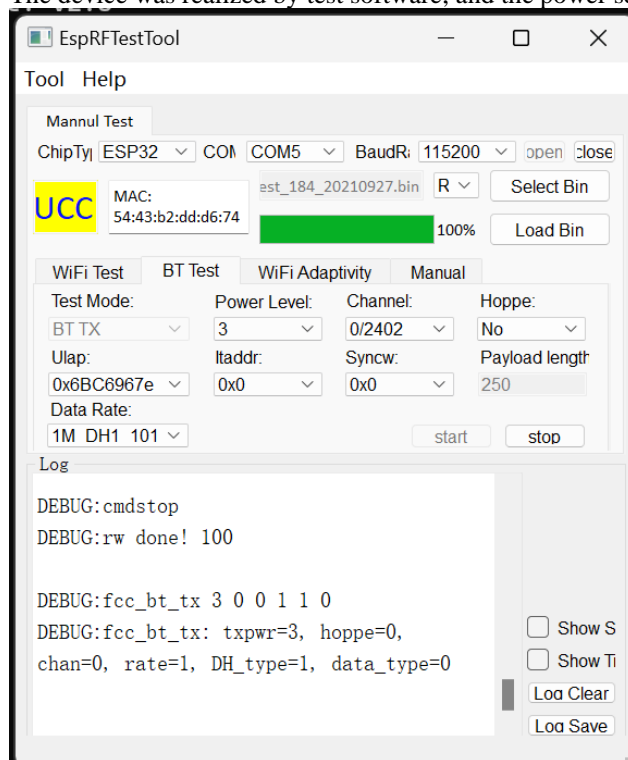 The device was realized by test software, and the power s
EspRFTestTool
Tool Help
Mannul Test
ChipTy ESP32 COM COM5 BaudRa 115200 open close
UCC MAC: 54:43:b2:dd:d6:74 est_184_20210927.bin R Select Bin
100% Load Bin
WiFi Test BT Test WiFi Adaptivity Manual
Test Mode: Power Level: Channel: Hoppe:
BT TX 3 0/2402 No
Ulap: ltaddr: Syncw: Payload length
0x6BC6967e 0x0 0x0 250
Data Rate:
1M_DH1_101 start stop
Log
DEBUG:cmdstop
DEBUG:rw done! 100
DEBUG:fcc_bt_tx 3 0 0 1 1 0
DEBUG:fcc_bt_tx: txpwr=3, hoppe=0,
chan=0, rate=1, DH_type=1, data_type=0
Show S
Show Ti
Log Clear
Log Save